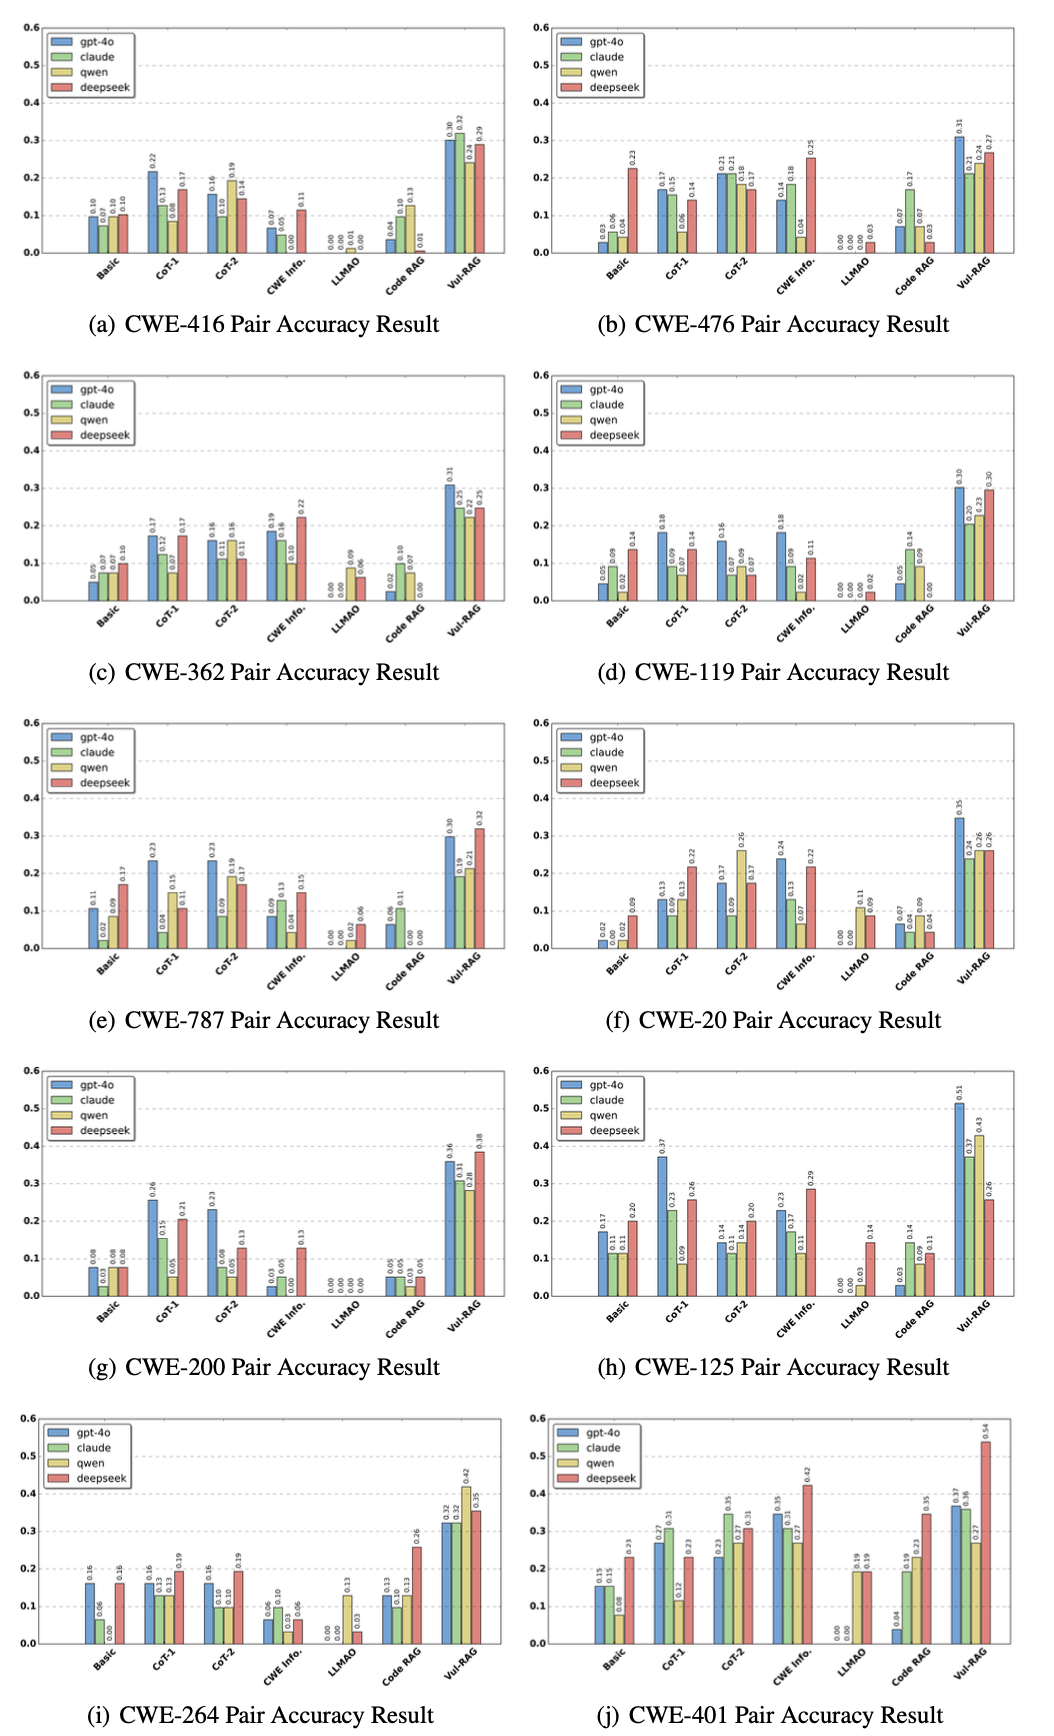 0.6
0.5
0.4
0.3
0.2
0.1
0.0
gpt-4o
claude
qwen
deepseek
0.10 0.07 0.10 0.10
0.22 0.13 0.08 0.17
0.16 0.10 0.19 0.14
0.07 0.05 0.00 0.11
0.00 0.00 0.01 0.00
0.04 0.10 0.13 0.01
0.30 0.32 0.24 0.29
Basic CoT-1 CoT-2 CWE Info. LLMAO Code RAG Vul-RAG
(a) CWE-416 Pair Accuracy Result
0.6
0.5
0.4
0.3
0.2
0.1
0.0
gpt-4o
claude
qwen
deepseek
0.03 0.06 0.04 0.23
0.17 0.15 0.06 0.14
0.21 0.21 0.18 0.17
0.14 0.18 0.04 0.25
0.00 0.00 0.00 0.03
0.07 0.17 0.07 0.03
0.31 0.21 0.24 0.27
Basic CoT-1 CoT-2 CWE Info. LLMAO Code RAG Vul-RAG
(b) CWE-476 Pair Accuracy Result
0.6
0.5
0.4
0.3
0.2
0.1
0.0
gpt-4o
claude
qwen
deepseek
0.05 0.07 0.07 0.10
0.17 0.12 0.07 0.17
0.16 0.11 0.16 0.11
0.19 0.16 0.10 0.22
0.00 0.00 0.09 0.06
0.02 0.10 0.07 0.00
0.31 0.25 0.22 0.25
Basic CoT-1 CoT-2 CWE Info. LLMAO Code RAG Vul-RAG
(c) CWE-362 Pair Accuracy Result
0.6
0.5
0.4
0.3
0.2
0.1
0.0
gpt-4o
claude
qwen
deepseek
0.05 0.09 0.02 0.14
0.18 0.09 0.07 0.14
0.16 0.07 0.09 0.07
0.18 0.09 0.02 0.11
0.00 0.00 0.00 0.02
0.05 0.14 0.09 0.00
0.30 0.20 0.23 0.30
Basic CoT-1 CoT-2 CWE Info. LLMAO Code RAG Vul-RAG
(d) CWE-119 Pair Accuracy Result
0.6
0.5
0.4
0.3
0.2
0.1
0.0
gpt-4o
claude
qwen
deepseek
0.11 0.02 0.09 0.17
0.23 0.04 0.15 0.11
0.23 0.09 0.19 0.17
0.09 0.13 0.04 0.15
0.00 0.00 0.02 0.06
0.06 0.11 0.00 0.00
0.30 0.19 0.21 0.32
Basic CoT-1 CoT-2 CWE Info. LLMAO Code RAG Vul-RAG
(e) CWE-787 Pair Accuracy Result
0.6
0.5
0.4
0.3
0.2
0.1
0.0
gpt-4o
claude
qwen
deepseek
0.02 0.00 0.02 0.09
0.13 0.09 0.13 0.22
0.17 0.09 0.26 0.17
0.24 0.13 0.07 0.22
0.00 0.00 0.11 0.09
0.07 0.04 0.09 0.04
0.35 0.24 0.26 0.26
Basic CoT-1 CoT-2 CWE Info. LLMAO Code RAG Vul-RAG
(f) CWE-20 Pair Accuracy Result
0.6
0.5
0.4
0.3
0.2
0.1
0.0
gpt-4o
claude
qwen
deepseek
0.08 0.03 0.08 0.08
0.26 0.15 0.05 0.21
0.23 0.08 0.05 0.13
0.03 0.05 0.00 0.13
0.00 0.00 0.00 0.00
0.05 0.05 0.03 0.05
0.36 0.31 0.28 0.38
Basic CoT-1 CoT-2 CWE Info. LLMAO Code RAG Vul-RAG
(g) CWE-200 Pair Accuracy Result
0.6
0.5
0.4
0.3
0.2
0.1
0.0
gpt-4o
claude
qwen
deepseek
0.17 0.11 0.11 0.20
0.37 0.23 0.09 0.26
0.14 0.11 0.14 0.20
0.23 0.17 0.11 0.29
0.00 0.00 0.03 0.14
0.03 0.14 0.09 0.11
0.51 0.37 0.43 0.26
Basic CoT-1 CoT-2 CWE Info. LLMAO Code RAG Vul-RAG
(h) CWE-125 Pair Accuracy Result
0.6
0.5
0.4
0.3
0.2
0.1
0.0
gpt-4o
claude
qwen
deepseek
0.16 0.06 0.00 0.16
0.16 0.13 0.13 0.19
0.16 0.10 0.10 0.19
0.06 0.10 0.03 0.06
0.00 0.00 0.13 0.03
0.13 0.10 0.13 0.26
0.32 0.32 0.42 0.35
Basic CoT-1 CoT-2 CWE Info. LLMAO Code RAG Vul-RAG
(i) CWE-264 Pair Accuracy Result
0.6
0.5
0.4
0.3
0.2
0.1
0.0
gpt-4o
claude
qwen
deepseek
0.15 0.15 0.08 0.23
0.27 0.31 0.12 0.23
0.23 0.35 0.27 0.31
0.35 0.31 0.27 0.42
0.00 0.00 0.19 0.19
0.04 0.19 0.23 0.35
0.37 0.36 0.27 0.54
Basic CoT-1 CoT-2 CWE Info. LLMAO Code RAG Vul-RAG
(j) CWE-401 Pair Accuracy Result